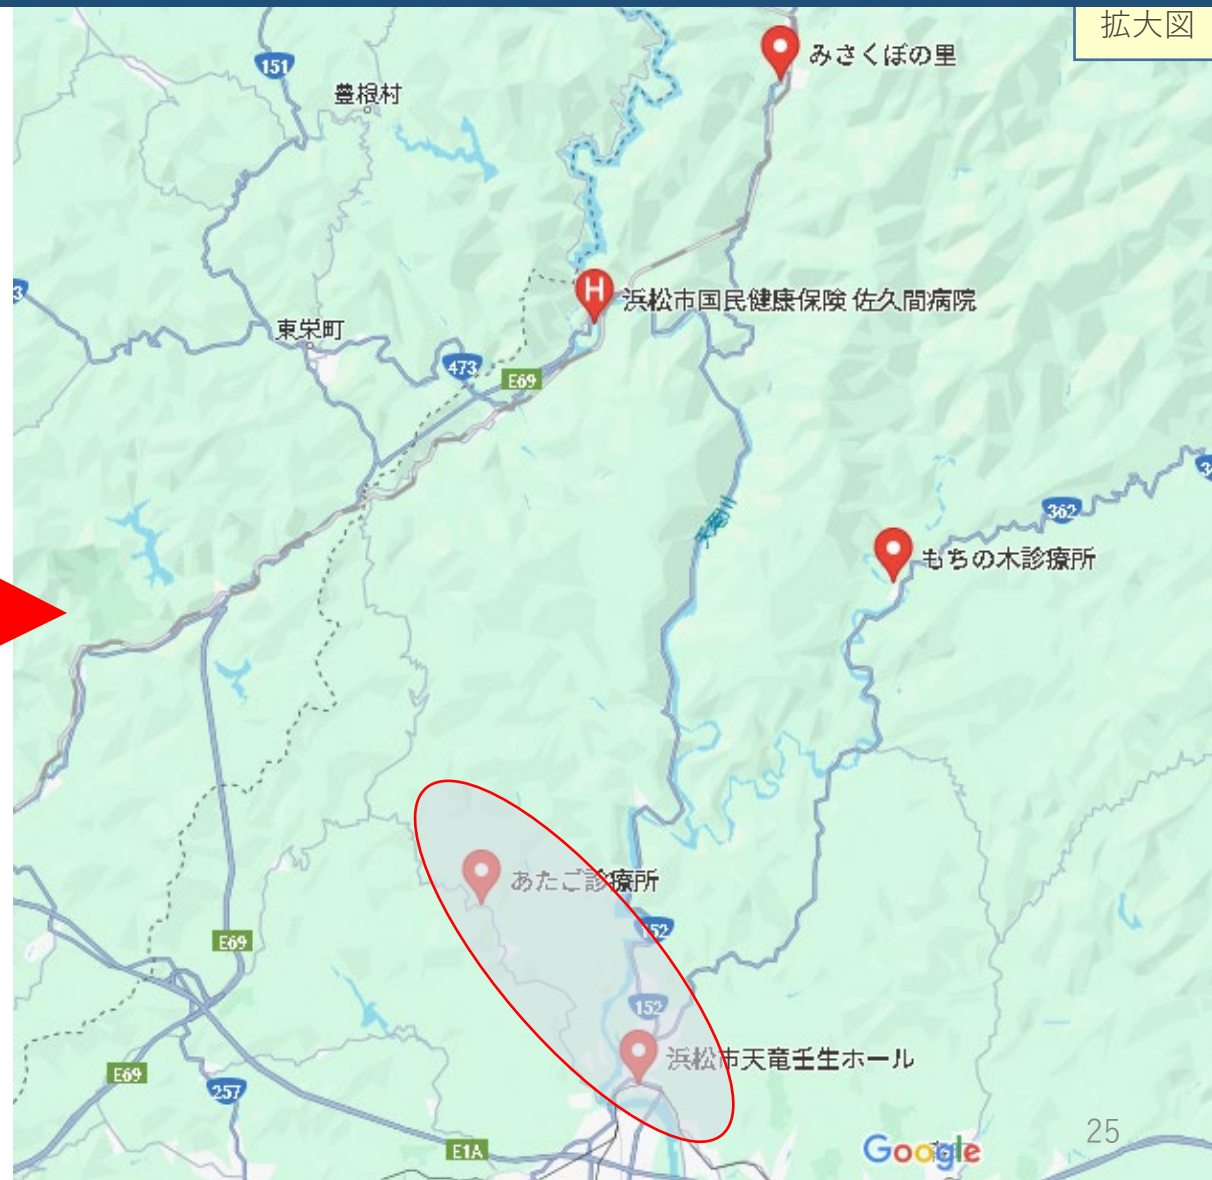 拡大図
みさくぼの里
151
豊根村
浜松市国民健康保険 佐久間病院
H
東栄町
473
E69
362
もちの木診療所
あたご診療所
152
E69
152
浜松市天竜壬生ホール
E69
257
E1A
Google
25